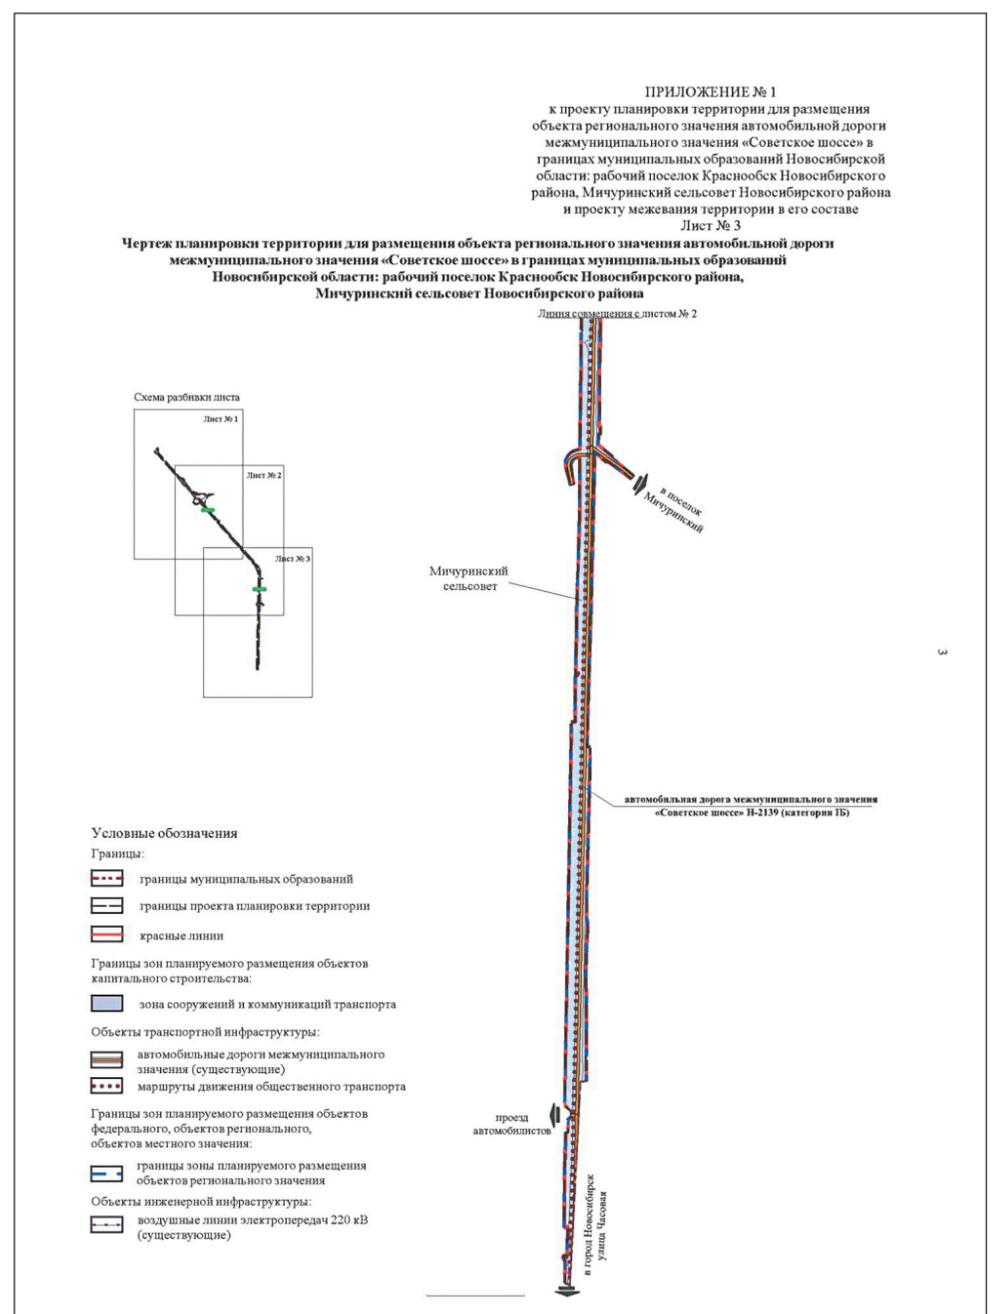 ПРИЛОЖЕНИЕ № 1
к проекту планировки территории для размещения
объекта регионального значения автомобильной дороги
межмуниципального значения «Советское шоссе» в
границах муниципальных образований Новосибирской
области: рабочий поселок Краснообск Новосибирского
района, Мичуринский сельсовет Новосибирского района
и проекту межевания территории в его составе
Лист № 3
Чертеж планировки территории для размещения объекта регионального значения автомобильной дороги
межмуниципального значения «Советское шоссе» в границах муниципальных образований
Новосибирской области: рабочий поселок Краснообск Новосибирского района,
Мичуринский сельсовет Новосибирского района
Линия совмещения с листом № 2
Схема разбивки листа
Лист № 1
Лист № 2
Лист № 3
в поселок
Мичуринский
Мичуринский
сельсовет
3
автомобильная дорога межмуниципального значения
«Советское шоссе» Н-2139 (категория IБ)
Условные обозначения
Границы:
границы муниципальных образований
границы проекта планировки территории
красные линии
Границы зон планируемого размещения объектов
капитального строительства:
зона сооружений и коммуникаций транспорта
Объекты транспортной инфраструктуры:
автомобильные дороги межмуниципального
значения (существующие)
маршруты движения общественного транспорта
Границы зон планируемого размещения объектов
федерального, объектов регионального,
объектов местного значения:
границы зоны планируемого размещения
объектов регионального значения
Объекты инженерной инфраструктуры:
воздушные линии электропередач 220 кВ
(существующие)
проезд
автомобилистов
в город Новосибирск
улица Часовая